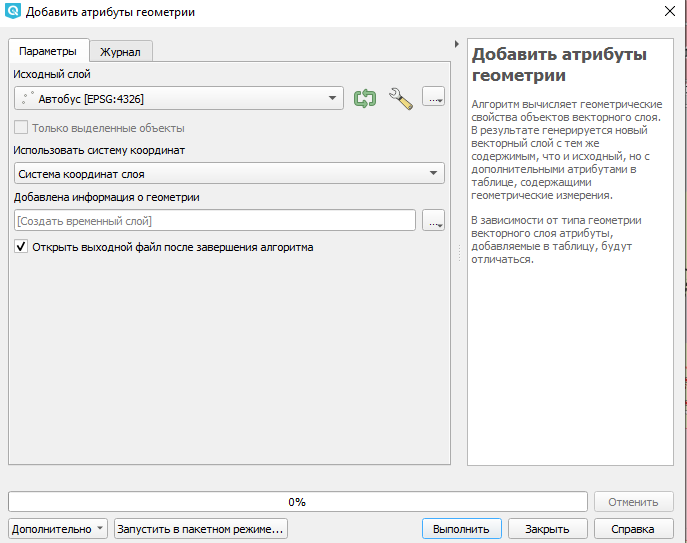 Добавить атрибуты геометрии
Параметры
Журнал
Исходный слой
Автобус [EPSG:4326]
...
Только выделенные объекты
Использовать систему координат
Система координат слоя
Добавлена информация о геометрии
[Создать временный слой]
...
Открыть выходной файл после завершения алгоритма
Добавить атрибуты
геометрии
Алгоритм вычисляет геометрические
свойства объектов векторного слоя.
В результате генерируется новый
векторный слой с тем же
содержимым, что и исходный, но с
дополнительными атрибутами в
таблице, содержащими
геометрические измерения.
В зависимости от типа геометрии
векторного слоя атрибуты,
добавляемые в таблицу, будут
отличаться.
0%
Отменить
Дополнительно
Запустить в пакетном режиме...
Выполнить
Закрыть
Справка